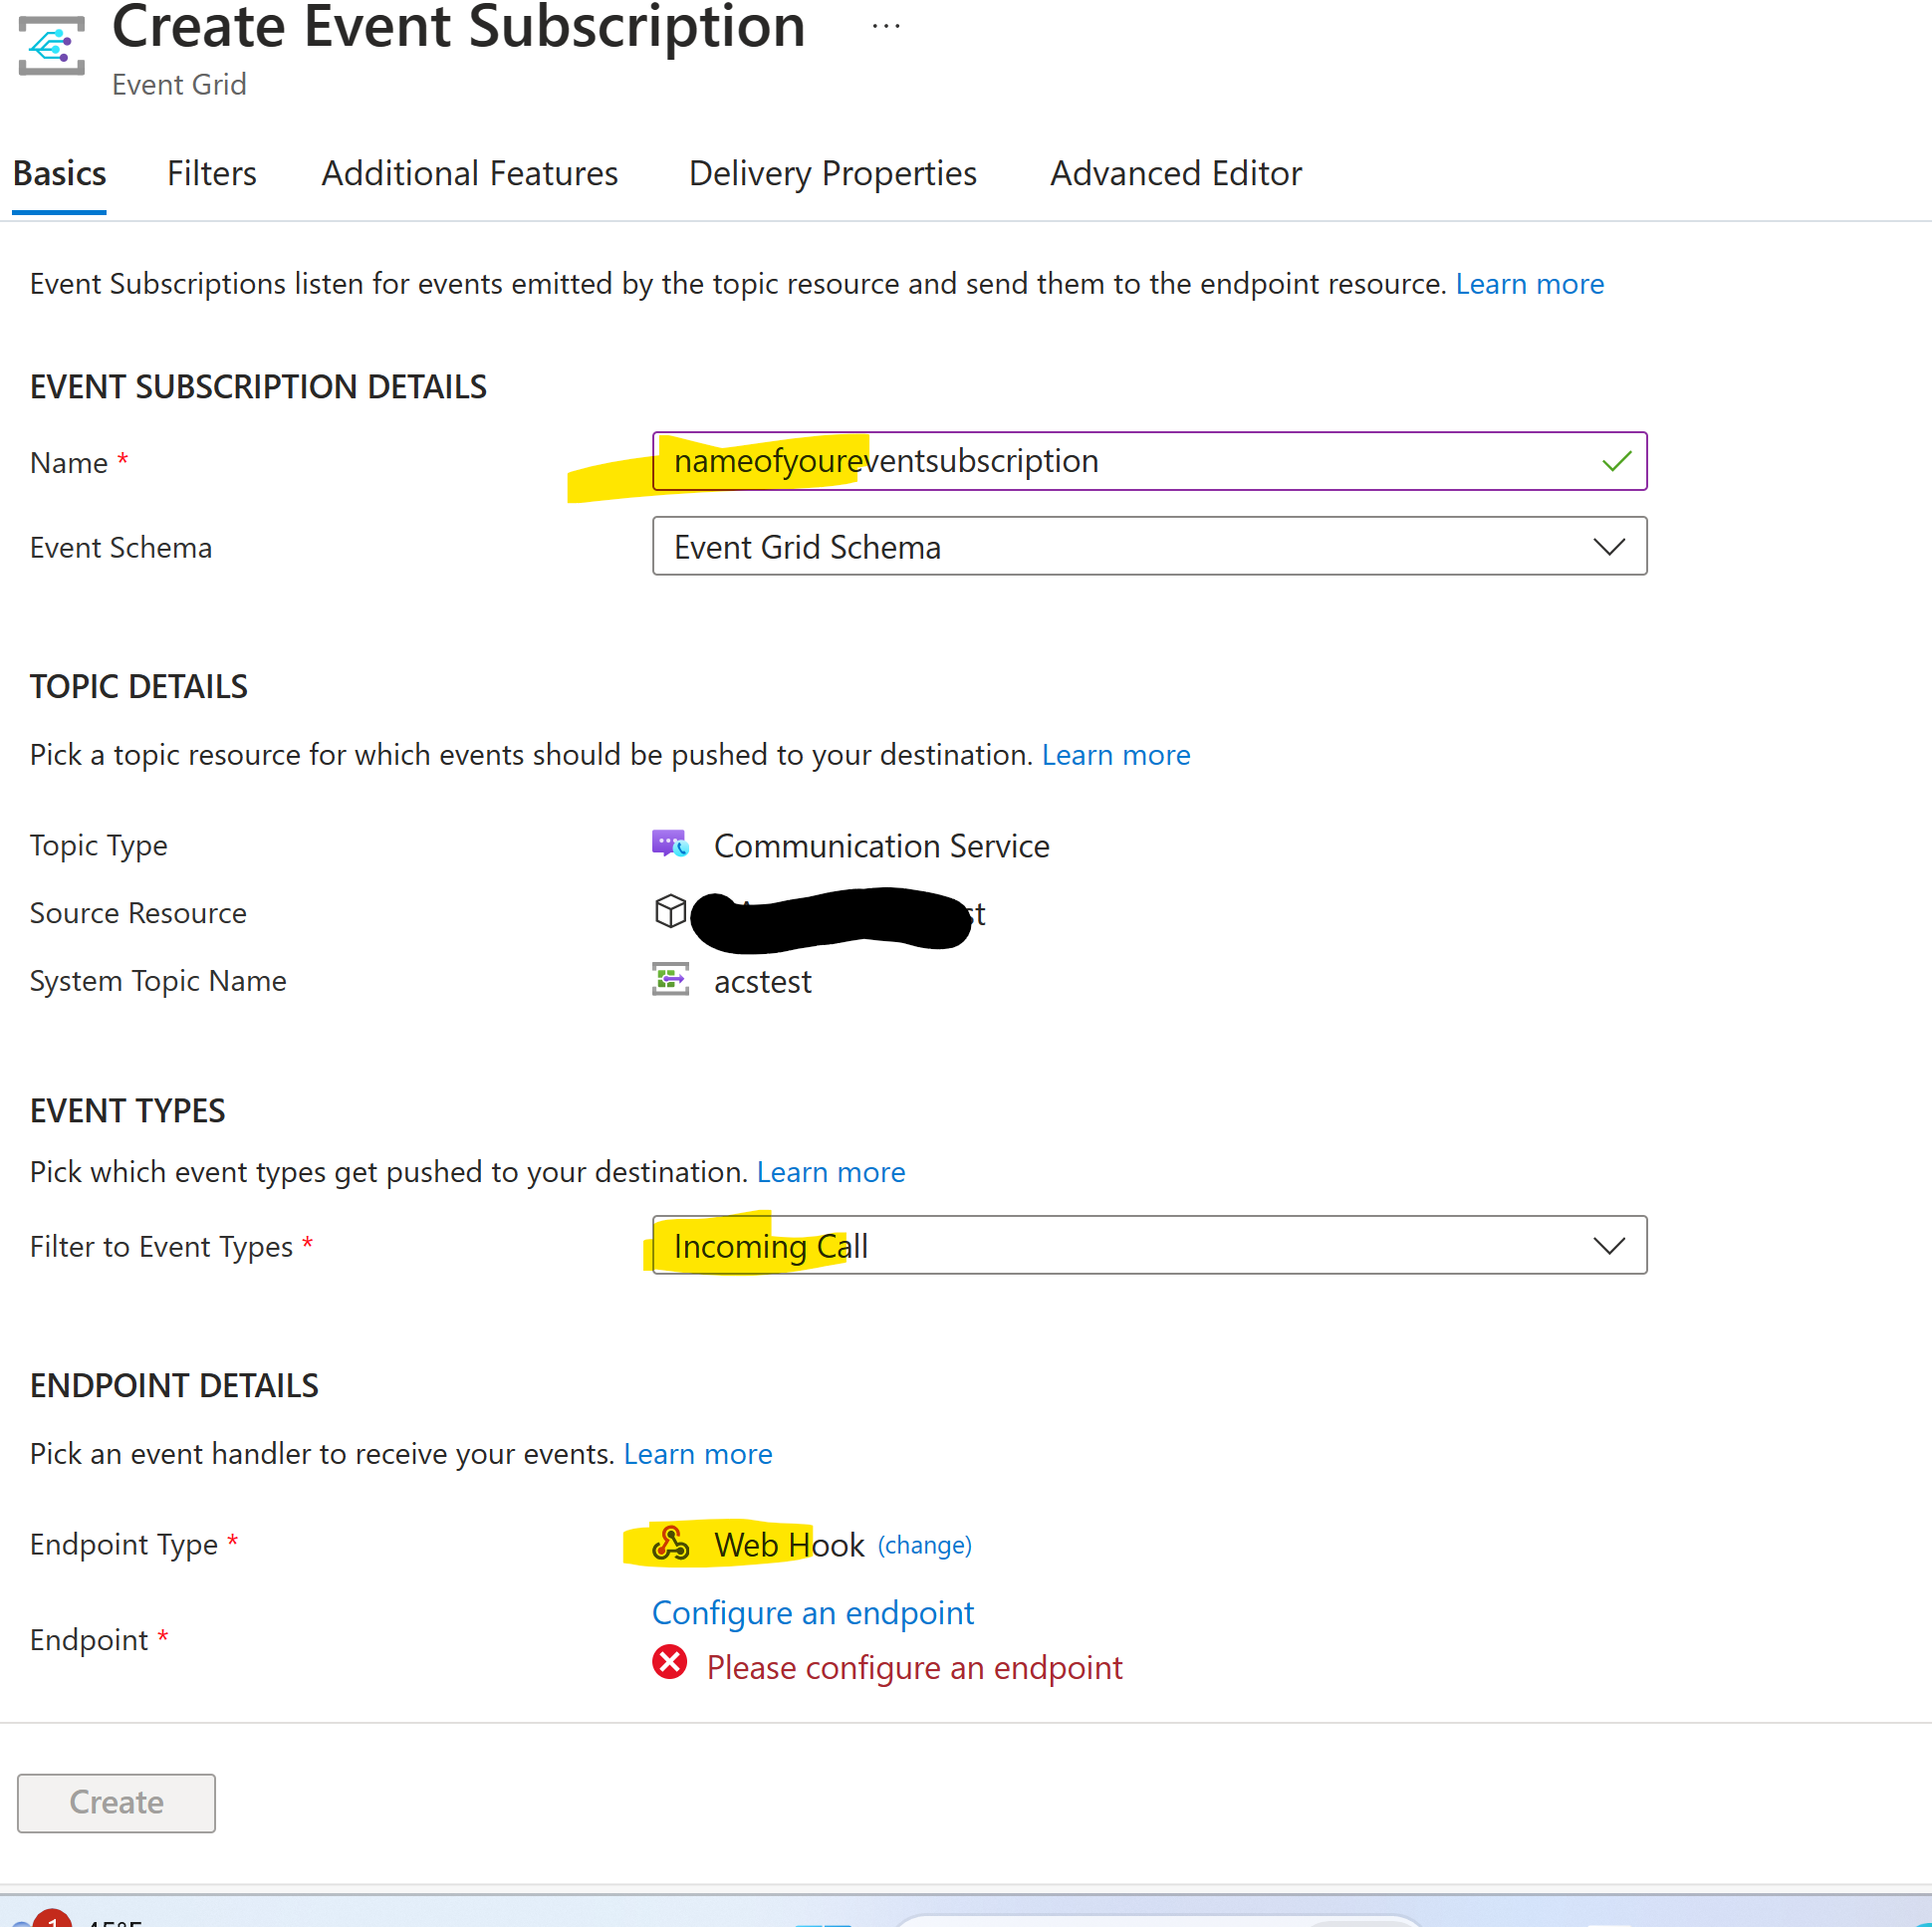 Create Event Subscription ...
Event Grid
Basics Filters Additional Features Delivery Properties Advanced Editor
Event Subscriptions listen for events emitted by the topic resource and send them to the endpoint resource. Learn more
EVENT SUBSCRIPTION DETAILS
Name * nameofyoureventsubscription
Event Schema Event Grid Schema
TOPIC DETAILS
Pick a topic resource for which events should be pushed to your destination. Learn more
Topic Type Communication Service
Source Resource
System Topic Name acstest
EVENT TYPES
Pick which event types get pushed to your destination. Learn more
Filter to Event Types * Incoming Call
ENDPOINT DETAILS
Pick an event handler to receive your events. Learn more
Endpoint Type * Web Hook (change)
Configure an endpoint
Endpoint *
Please configure an endpoint
Create